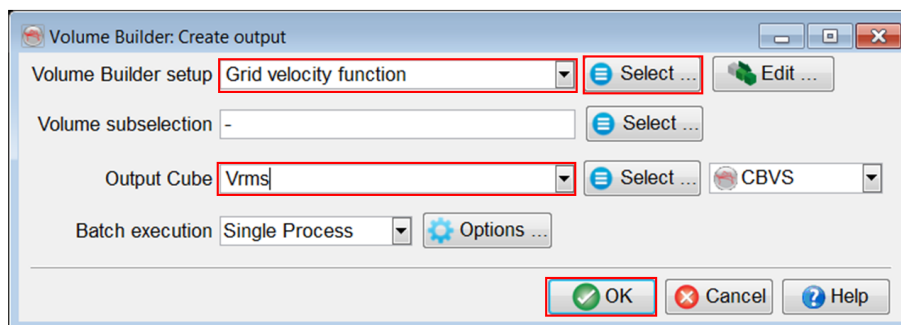 Volume Builder: Create output
Volume Builder setup Grid velocity function Select ... Edit ...
Volume subselection - Select ...
Output Cube Vrms Select ... CBVS
Batch execution Single Process Options ...
OK Cancel Help